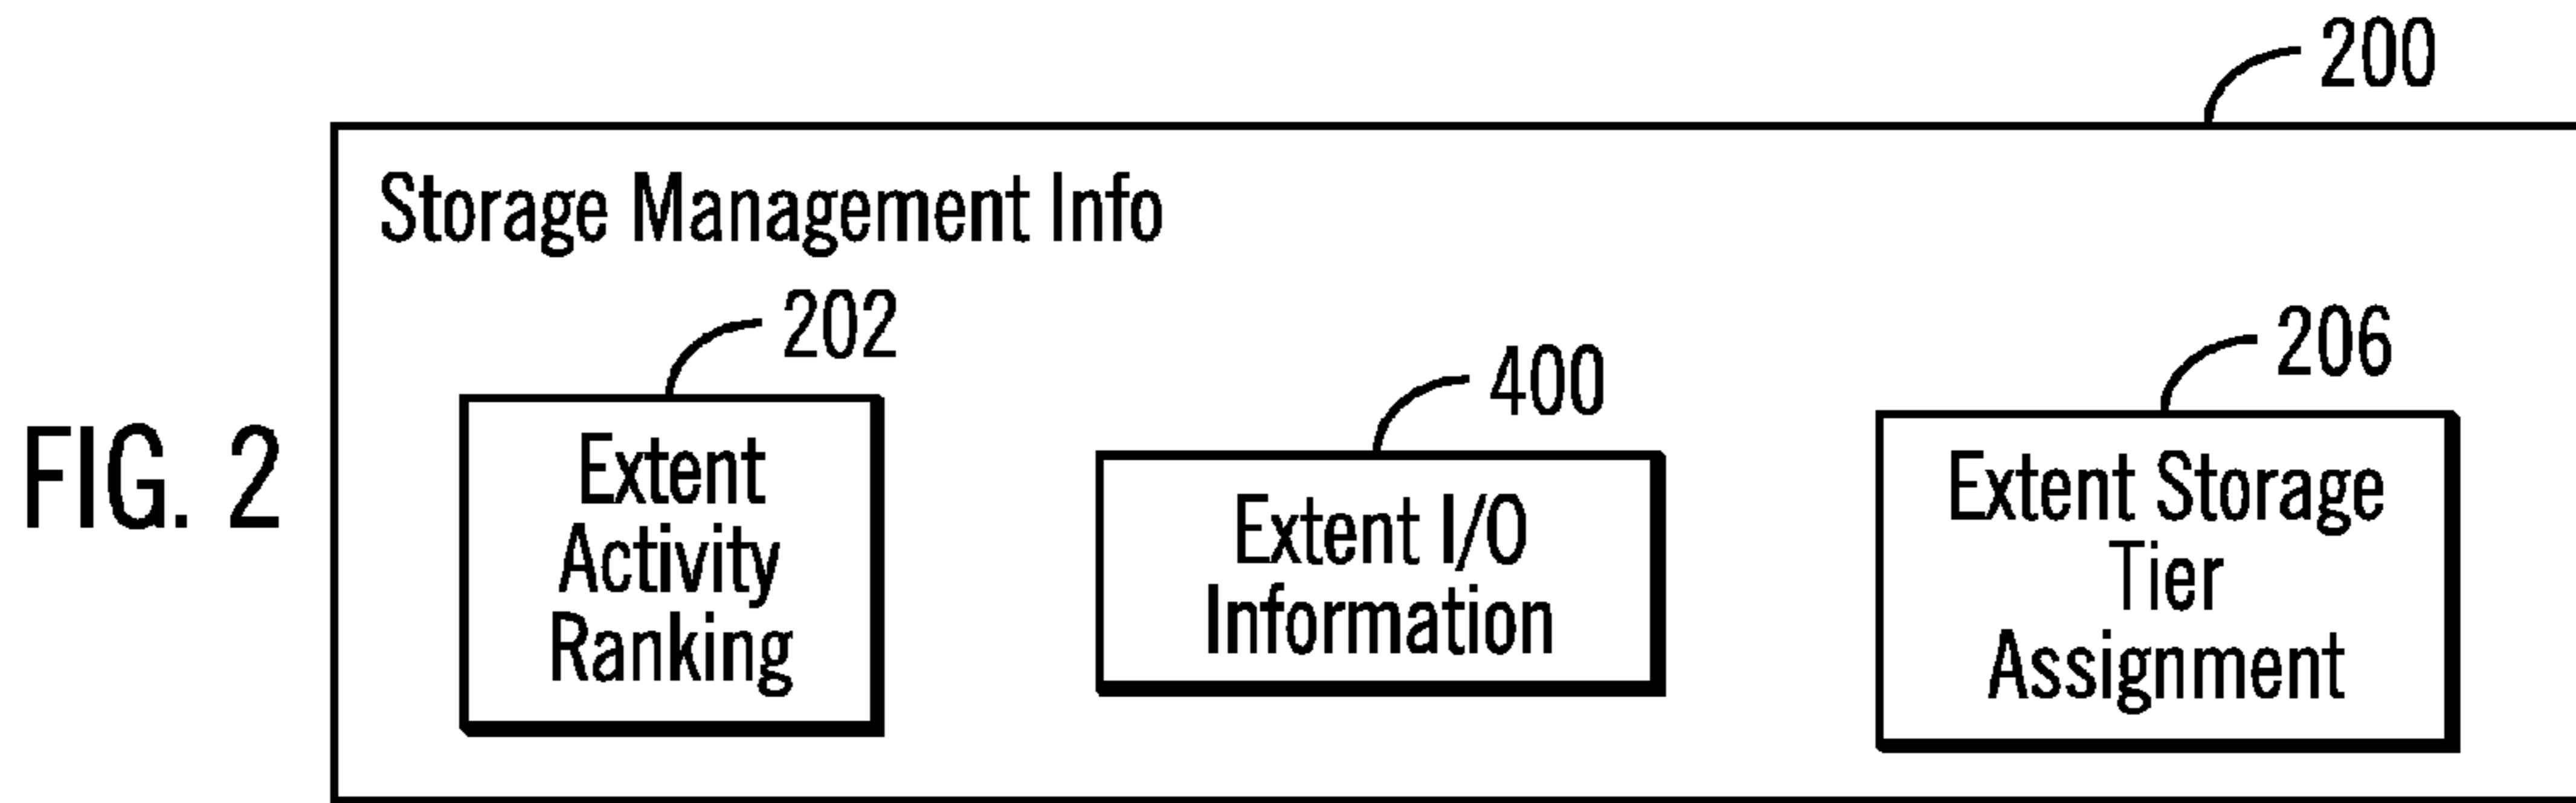 200
Storage Management Info
202
400
206
FIG. 2
Extent
Activity
Ranking
Extent I/O
Information
Extent Storage
Tier
Assignment